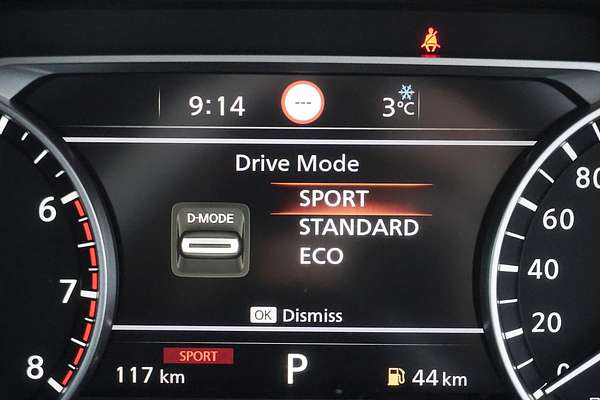 9:14
---
3°C
Drive Mode
D-MODE
SPORT
STANDARD
ECO
OK Dismiss
SPORT
117 km
P
44 km
6
7
8
80
60
40
20
0